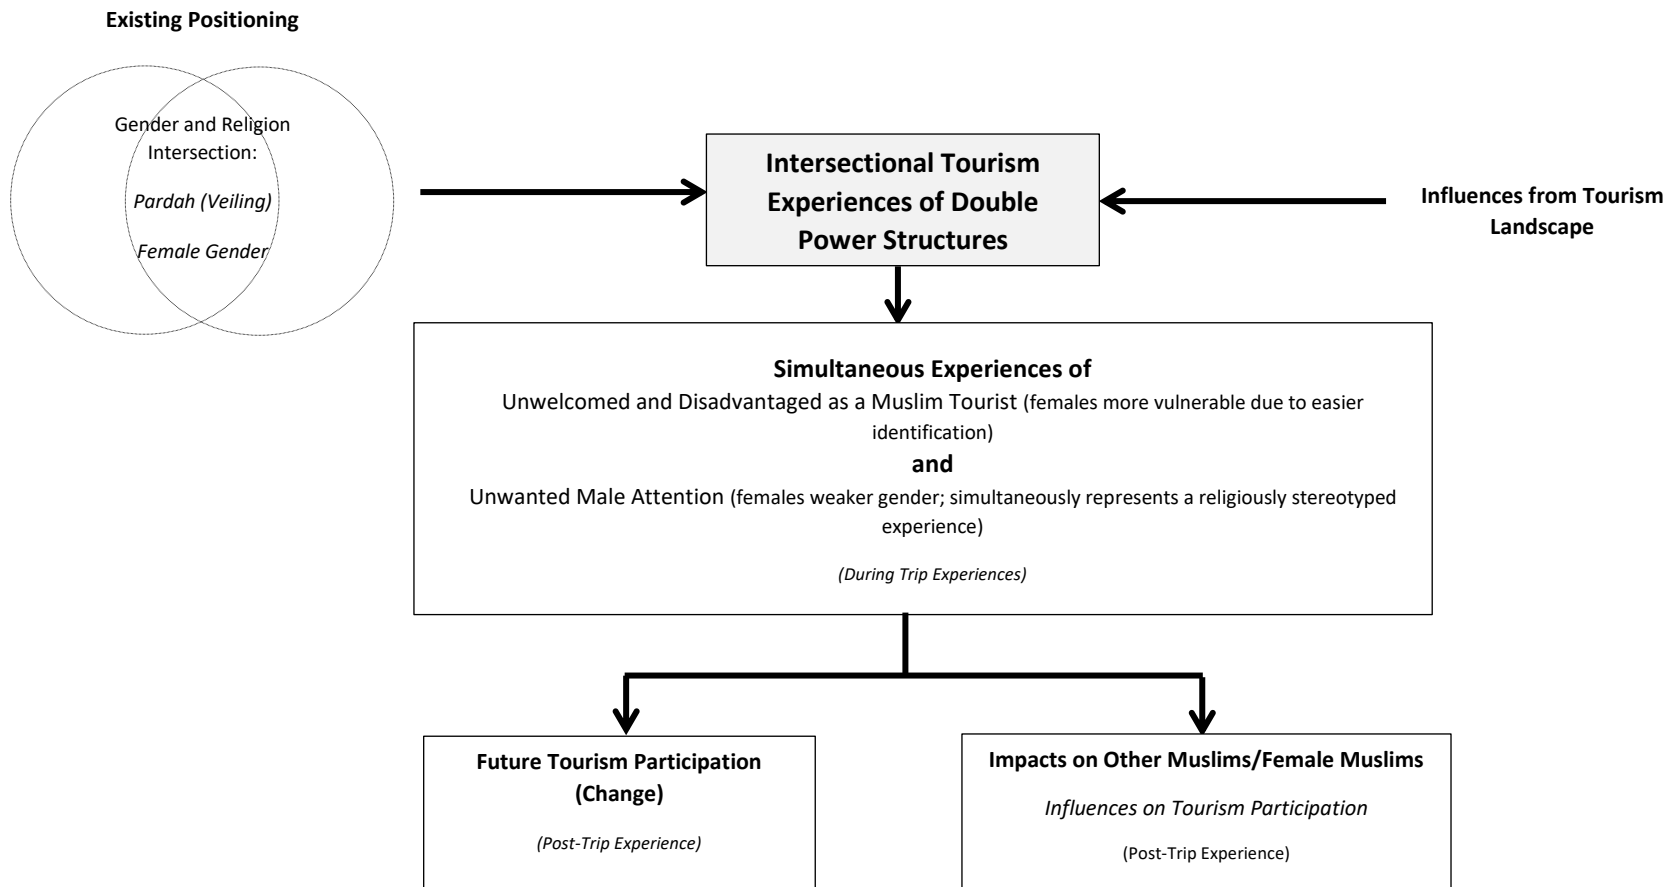 Existing Positioning
Gender and Religion
Intersection:
Pardah (Veiling)
Female Gender
Intersectional Tourism
Experiences of Double
Power Structures
Influences from Tourism
Landscape
Simultaneous Experiences of
Unwelcomed and Disadvantaged as a Muslim Tourist (females more vulnerable due to easier
identification)
and
Unwanted Male Attention (females weaker gender; simultaneously represents a religiously stereotyped
experience)
(During Trip Experiences)
Future Tourism Participation
(Change)
(Post-Trip Experience)
Impacts on Other Muslims/Female Muslims
Influences on Tourism Participation
(Post-Trip Experience)